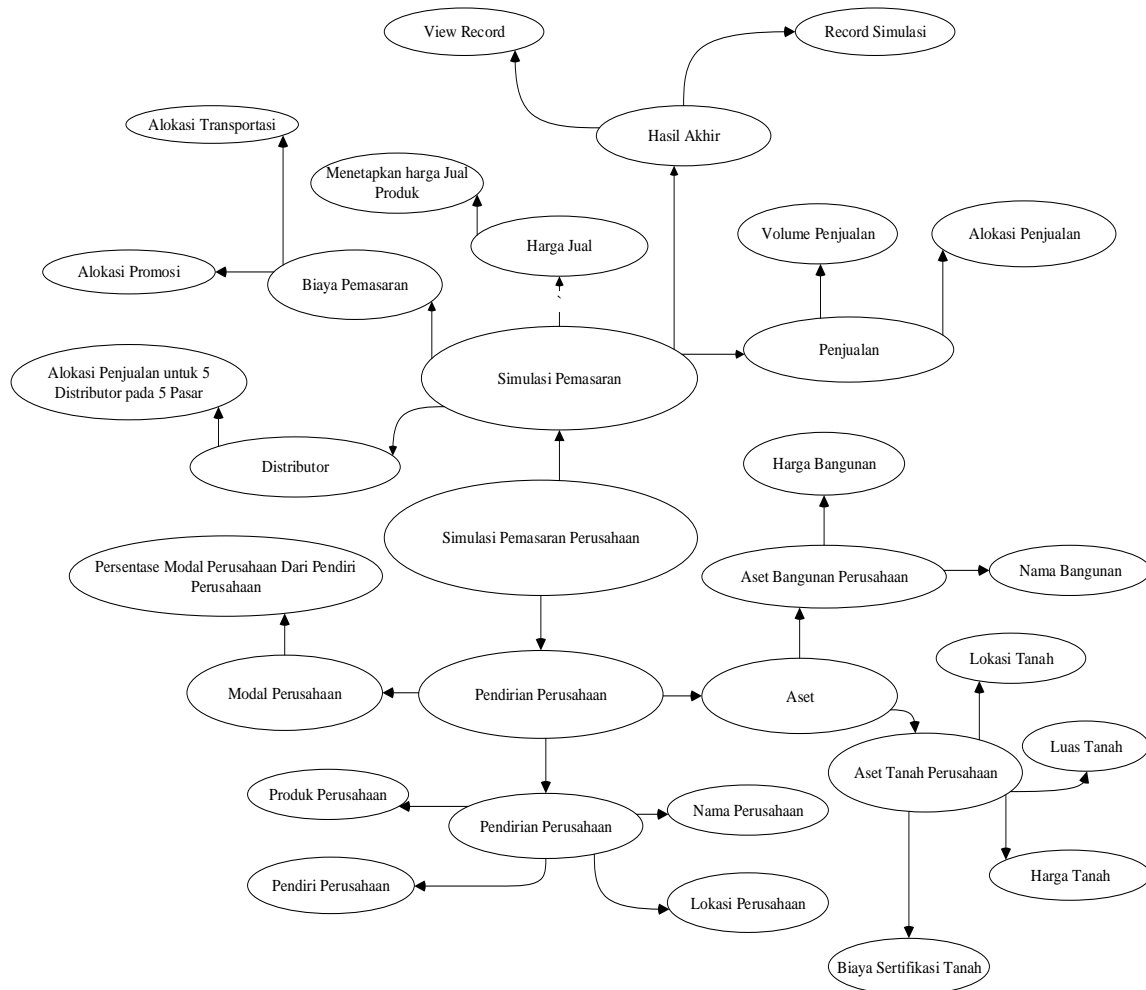 View Record
Record Simulasi
Alokasi Transportasi
Hasil Akhir
Menetapkan harga Jual
Produk
Volume Penjualan
Alokasi Penjualan
Harga Jual
Alokasi Promosi
Biaya Pemasaran
Penjualan
Alokasi Penjualan untuk 5
Distributor pada 5 Pasar
Simulasi Pemasaran
Distributor
Harga Bangunan
Simulasi Pemasaran Perusahaan
Persentase Modal Perusahaan Dari Pendiri
Perusahaan
Aset Bangunan Perusahaan
Nama Bangunan
Lokasi Tanah
Modal Perusahaan
Pendirian Perusahaan
Aset
Luas Tanah
Aset Tanah Perusahaan
Produk Perusahaan
Nama Perusahaan
Pendirian Perusahaan
Harga Tanah
Pendiri Perusahaan
Lokasi Perusahaan
Biaya Sertifikasi Tanah